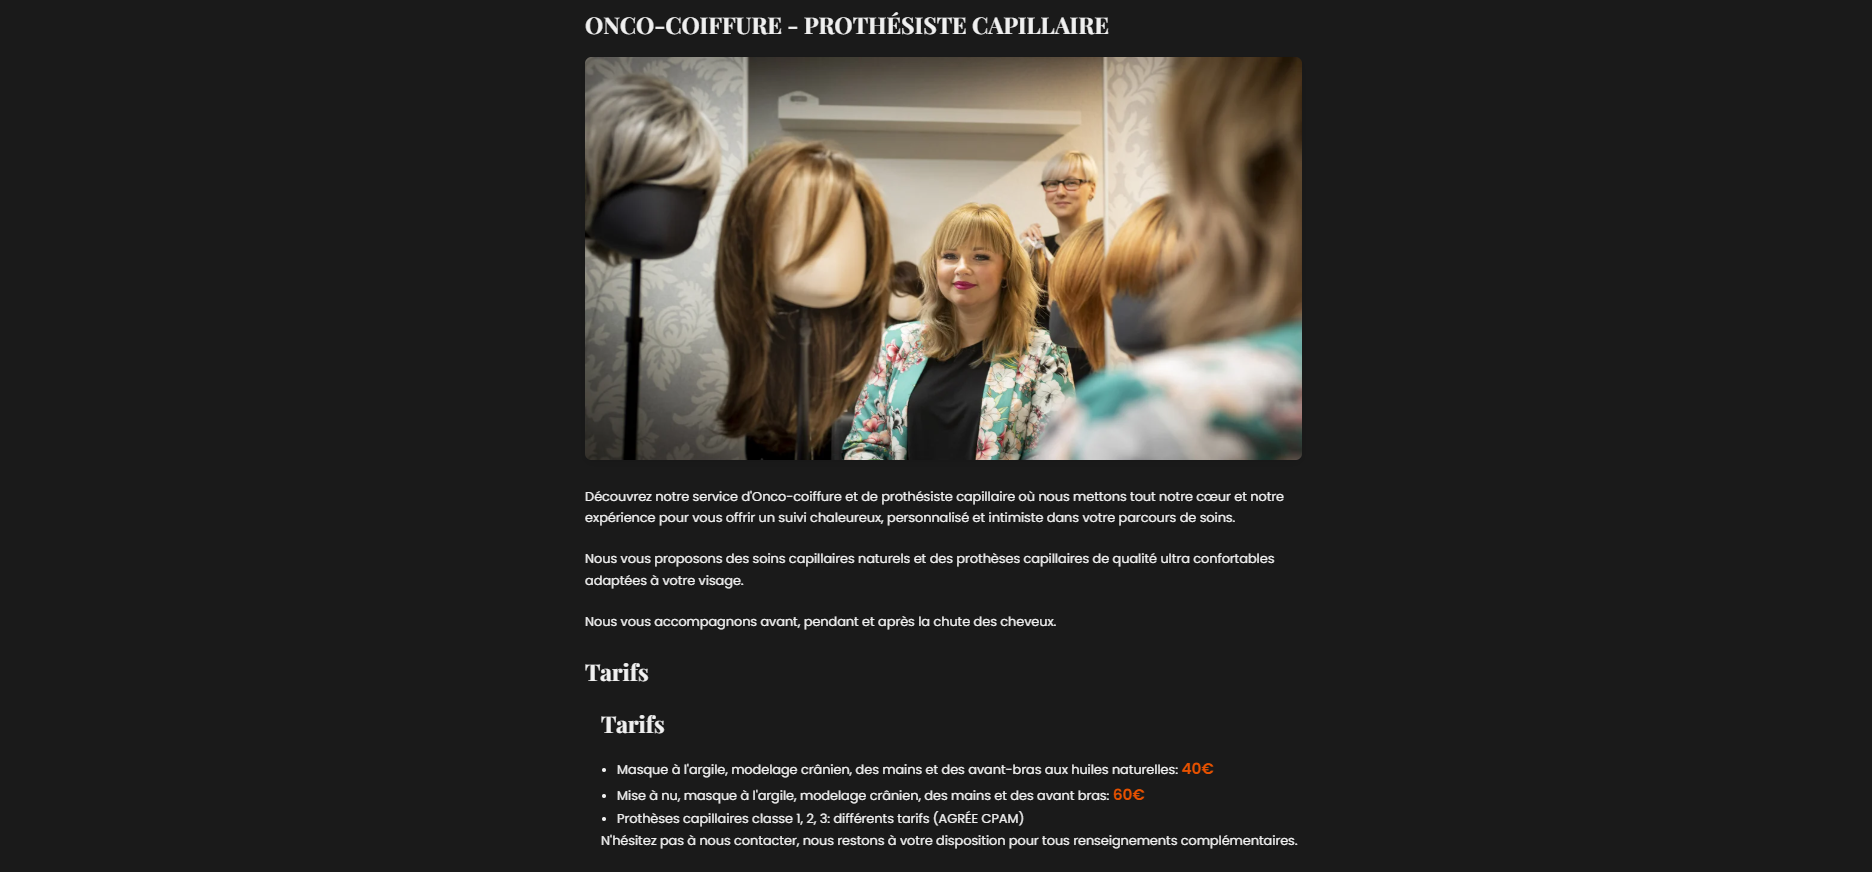 ONCO-COIFFURE - PROTHÉSISTE CAPILLAIRE
Découvrez notre service d'Onco-coiffure et de prothésiste capillaire où nous mettons tout notre cœur et notre
expérience pour vous offrir un suivi chaleureux, personnalisé et intimiste dans votre parcours de soins.
Nous vous proposons des soins capillaires naturels et des prothèses capillaires de qualité ultra confortables
adaptées à votre visage.
Nous vous accompagnons avant, pendant et après la chute des cheveux.
Tarifs
Tarifs
• Masque à l'argile, modelage crânien, des mains et des avant-bras aux huiles naturelles: 40€
• Mise à nu, masque à l'argile, modelage crânien, des mains et des avant bras: 60€
• Prothèses capillaires classe 1, 2, 3: différents tarifs (AGRÉE CPAM)
N'hésitez pas à nous contacter, nous restons à votre disposition pour tous renseignements complémentaires.